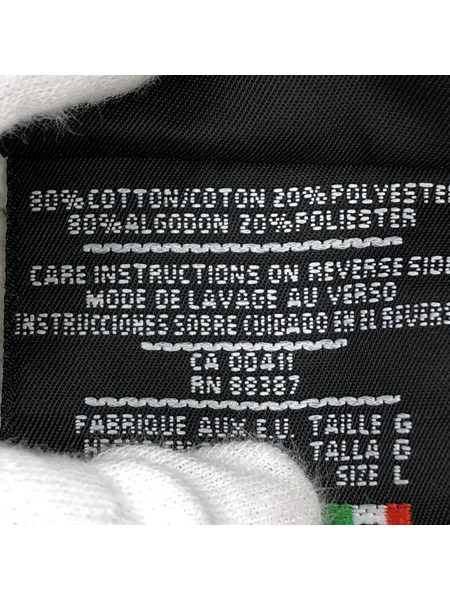 80% COTTON/COTON 20% POLYESTER
80% ALGODON 20% POLIESTER
CARE INSTRUCTIONS ON REVERSE SIDE
MODE DE LAVAGE AU VERSO
INSTRUCCIONES SOBRE CUIDADO EN EL REVERS
CA 00411
RN 88387
FABRIQUE AUX E.U. TAILLE G
TALLA G
SIZE L